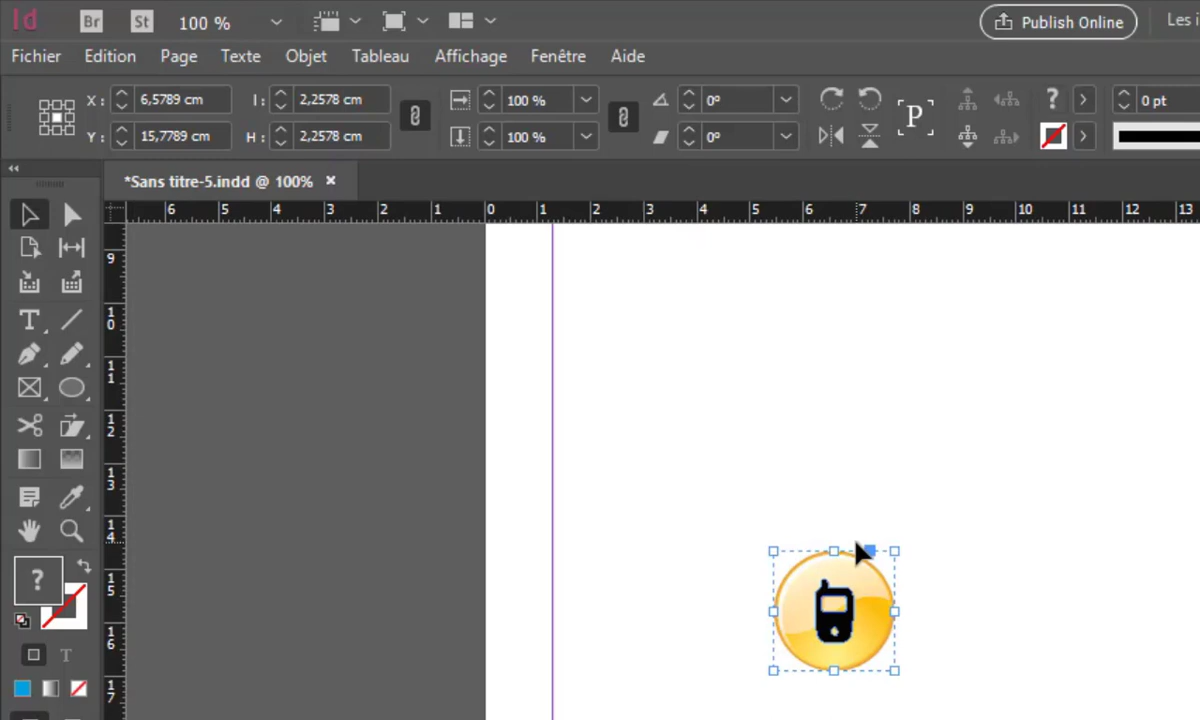 Id Br St 100 % Publish Online Les i
Fichier Edition Page Texte Objet Tableau Affichage Fenêtre Aide
X : 6,5789 cm l : 2,2578 cm 100 % 0° P ? 0 pt
Y : 15,7789 cm H : 2,2578 cm 100 % 0°
*Sans titre-5.indd @ 100% ×
6 5 4 3 2 1 0 1 2 3 4 5 6 7 8 9 10 11 12 13
9
10
11
12
13
14
15
16
17
T
?
T